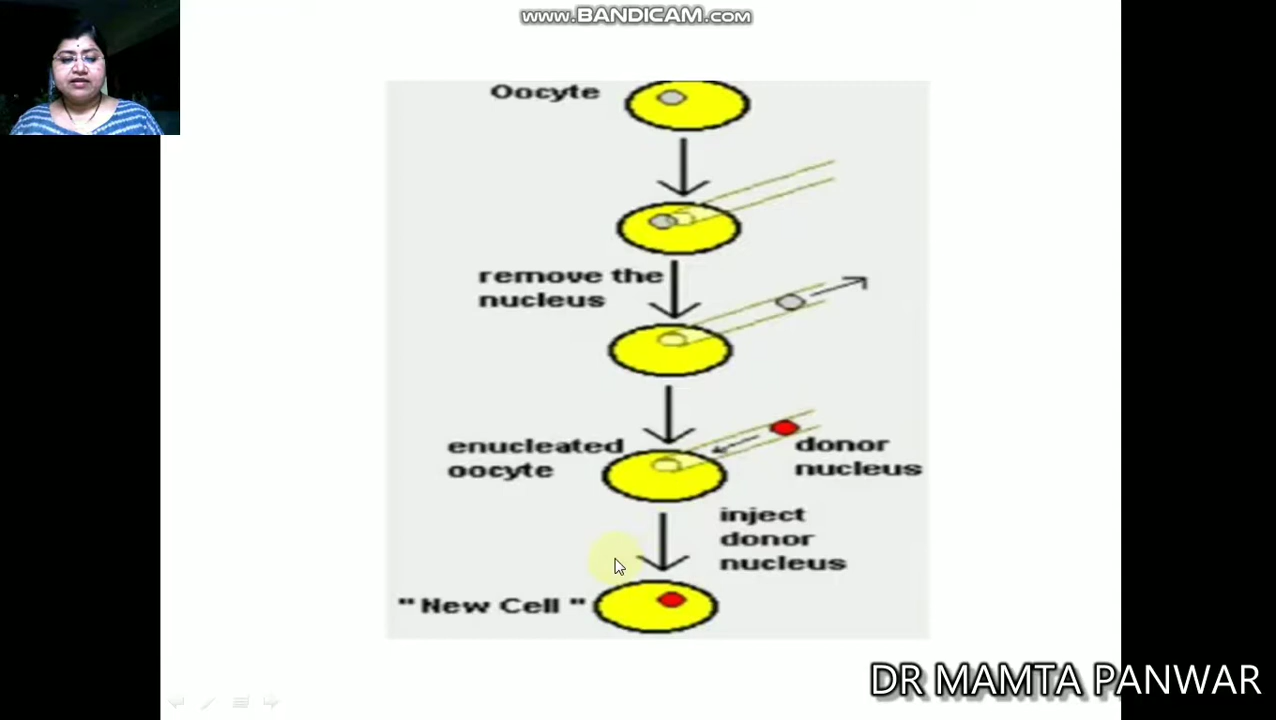 www.BANDICAM.com
Oocyte
remove the
nucleus
enucleated
oocyte
donor
nucleus
inject
donor
nucleus
"New Cell"
DR MAMTA PANWAR